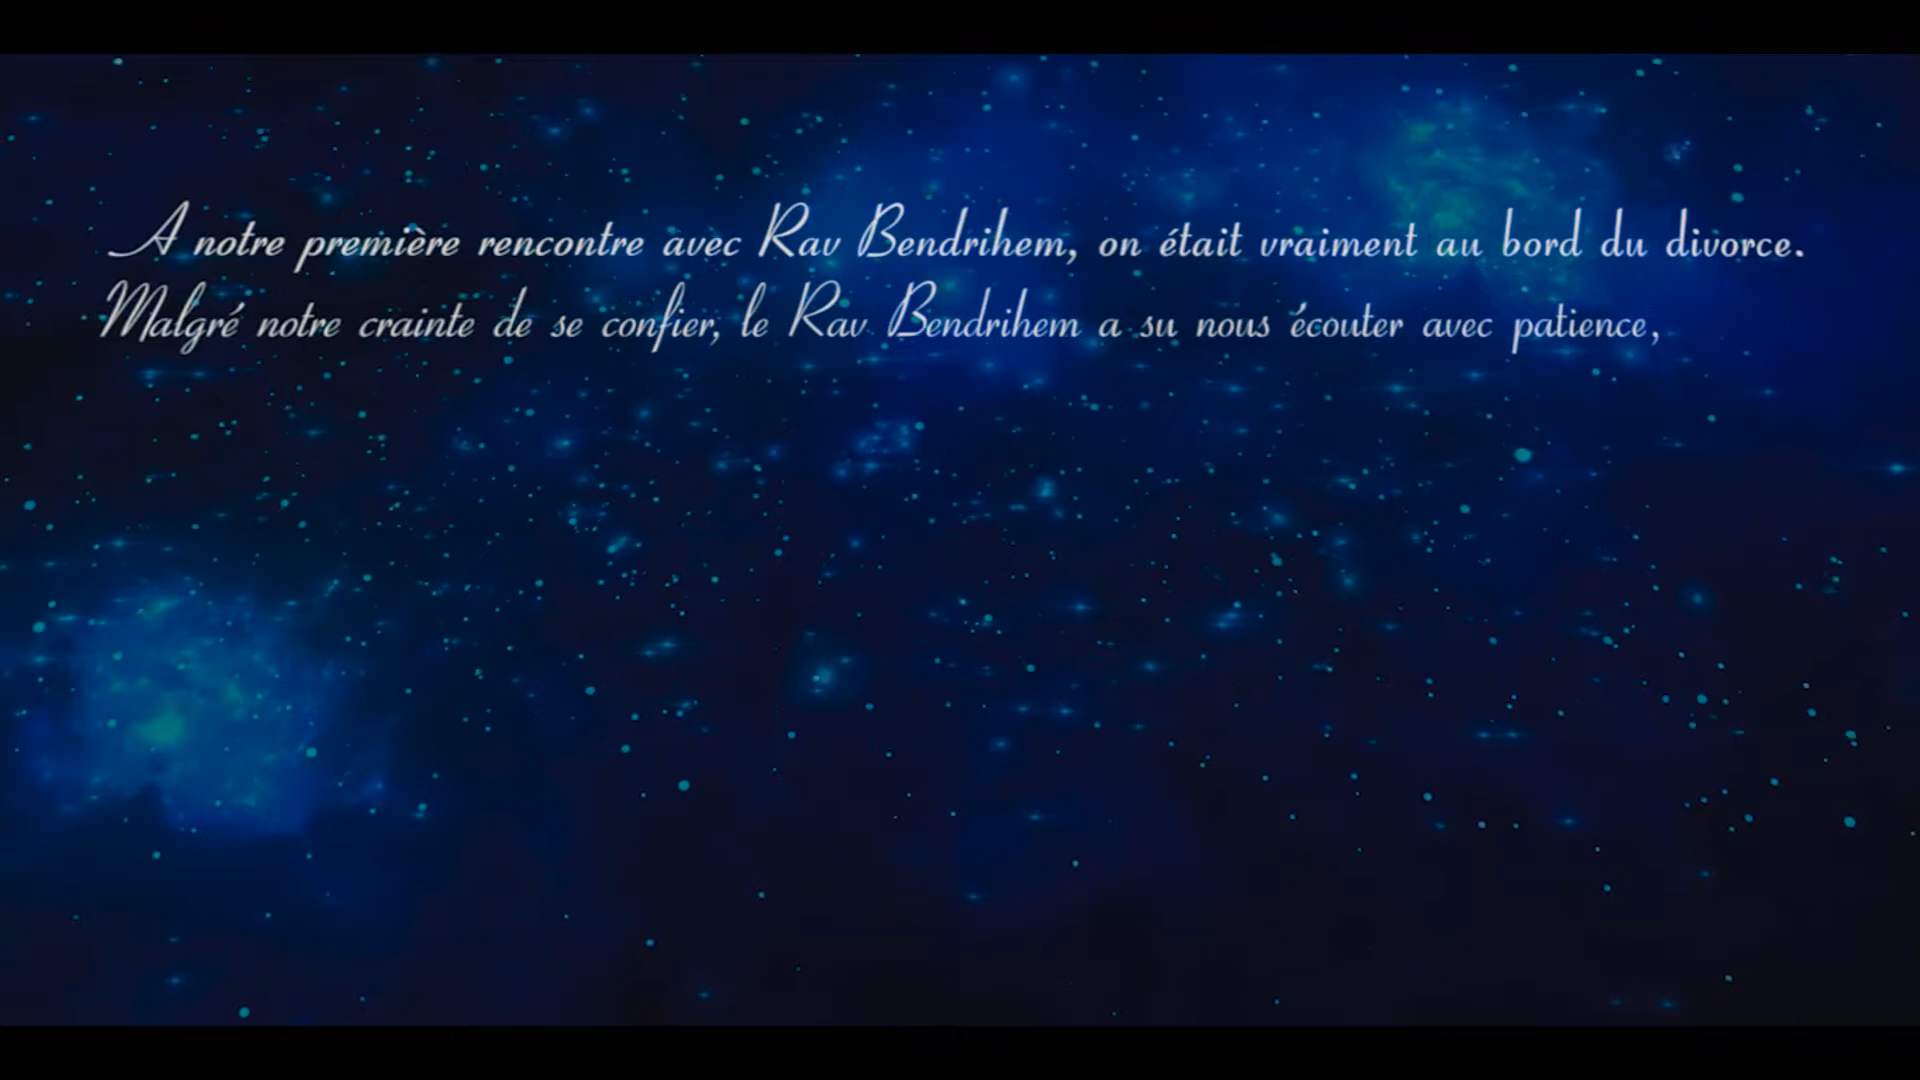 A notre première rencontre avec Rav Bendrihem, on était vraiment au bord du divorce.
Malgré notre crainte de se confier, le Rav Bendrihem a su nous écouter avec patience,